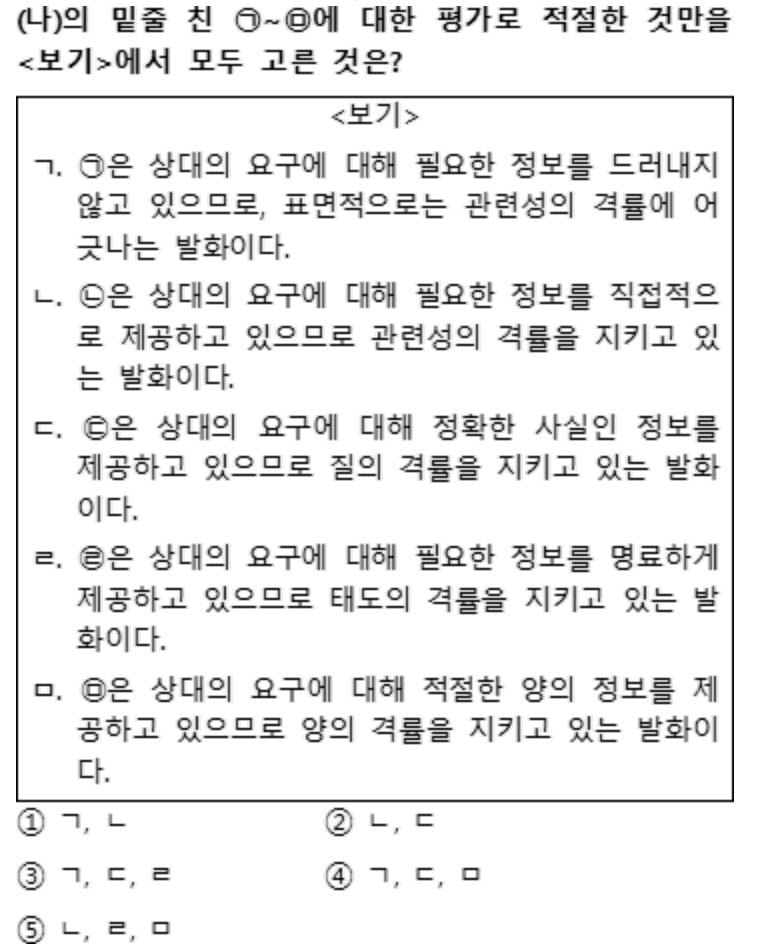 (나)의 밑줄 친 ㉠~㉤에 대한 평가로 적절한 것만을
<보기>에서 모두 고른 것은?
<보기>
ㄱ. ㉠은 상대의 요구에 대해 필요한 정보를 드러내지
않고 있으므로, 표면적으로는 관련성의 격률에 어
긋나는 발화이다.
ㄴ. ㉡은 상대의 요구에 대해 필요한 정보를 직접적으
로 제공하고 있으므로 관련성의 격률을 지키고 있
는 발화이다.
ㄷ. ㉢은 상대의 요구에 대해 정확한 사실인 정보를
제공하고 있으므로 질의 격률을 지키고 있는 발화
이다.
ㄹ. ㉣은 상대의 요구에 대해 필요한 정보를 명료하게
제공하고 있으므로 태도의 격률을 지키고 있는 발
화이다.
ㅁ. ㉤은 상대의 요구에 대해 적절한 양의 정보를 제
공하고 있으므로 양의 격률을 지키고 있는 발화이
다.
① ㄱ, ㄴ ② ㄴ, ㄷ
③ ㄱ, ㄷ, ㄹ ④ ㄱ, ㄷ, ㅁ
⑤ ㄴ, ㄹ, ㅁ